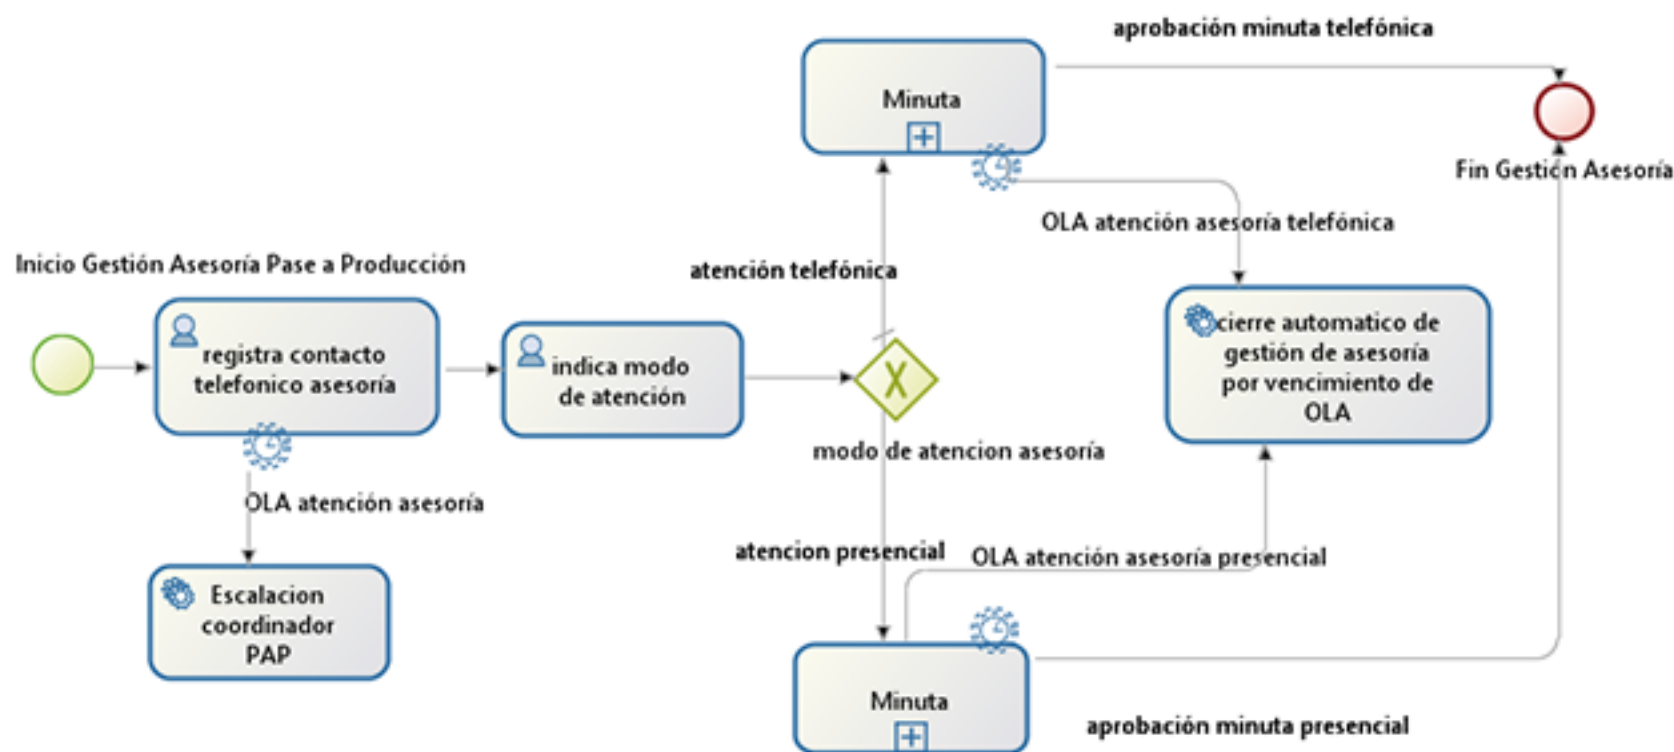 aprobación minuta telefónica
Minuta
Fin Gestión Asesoría
OLA atención asesoría telefónica
Inicio Gestión Asesoría Pase a Producción
atención telefónica
registra contacto
telefonico asesoría
indica modo
de atención
cierre automatico de
gestión de asesoría
por vencimiento de
OLA
modo de atencion asesoría
OLA atención asesoría
atencion presencial
OLA atención asesoría presencial
Escalacion
coordinador
PAP
Minuta
aprobación minuta presencial